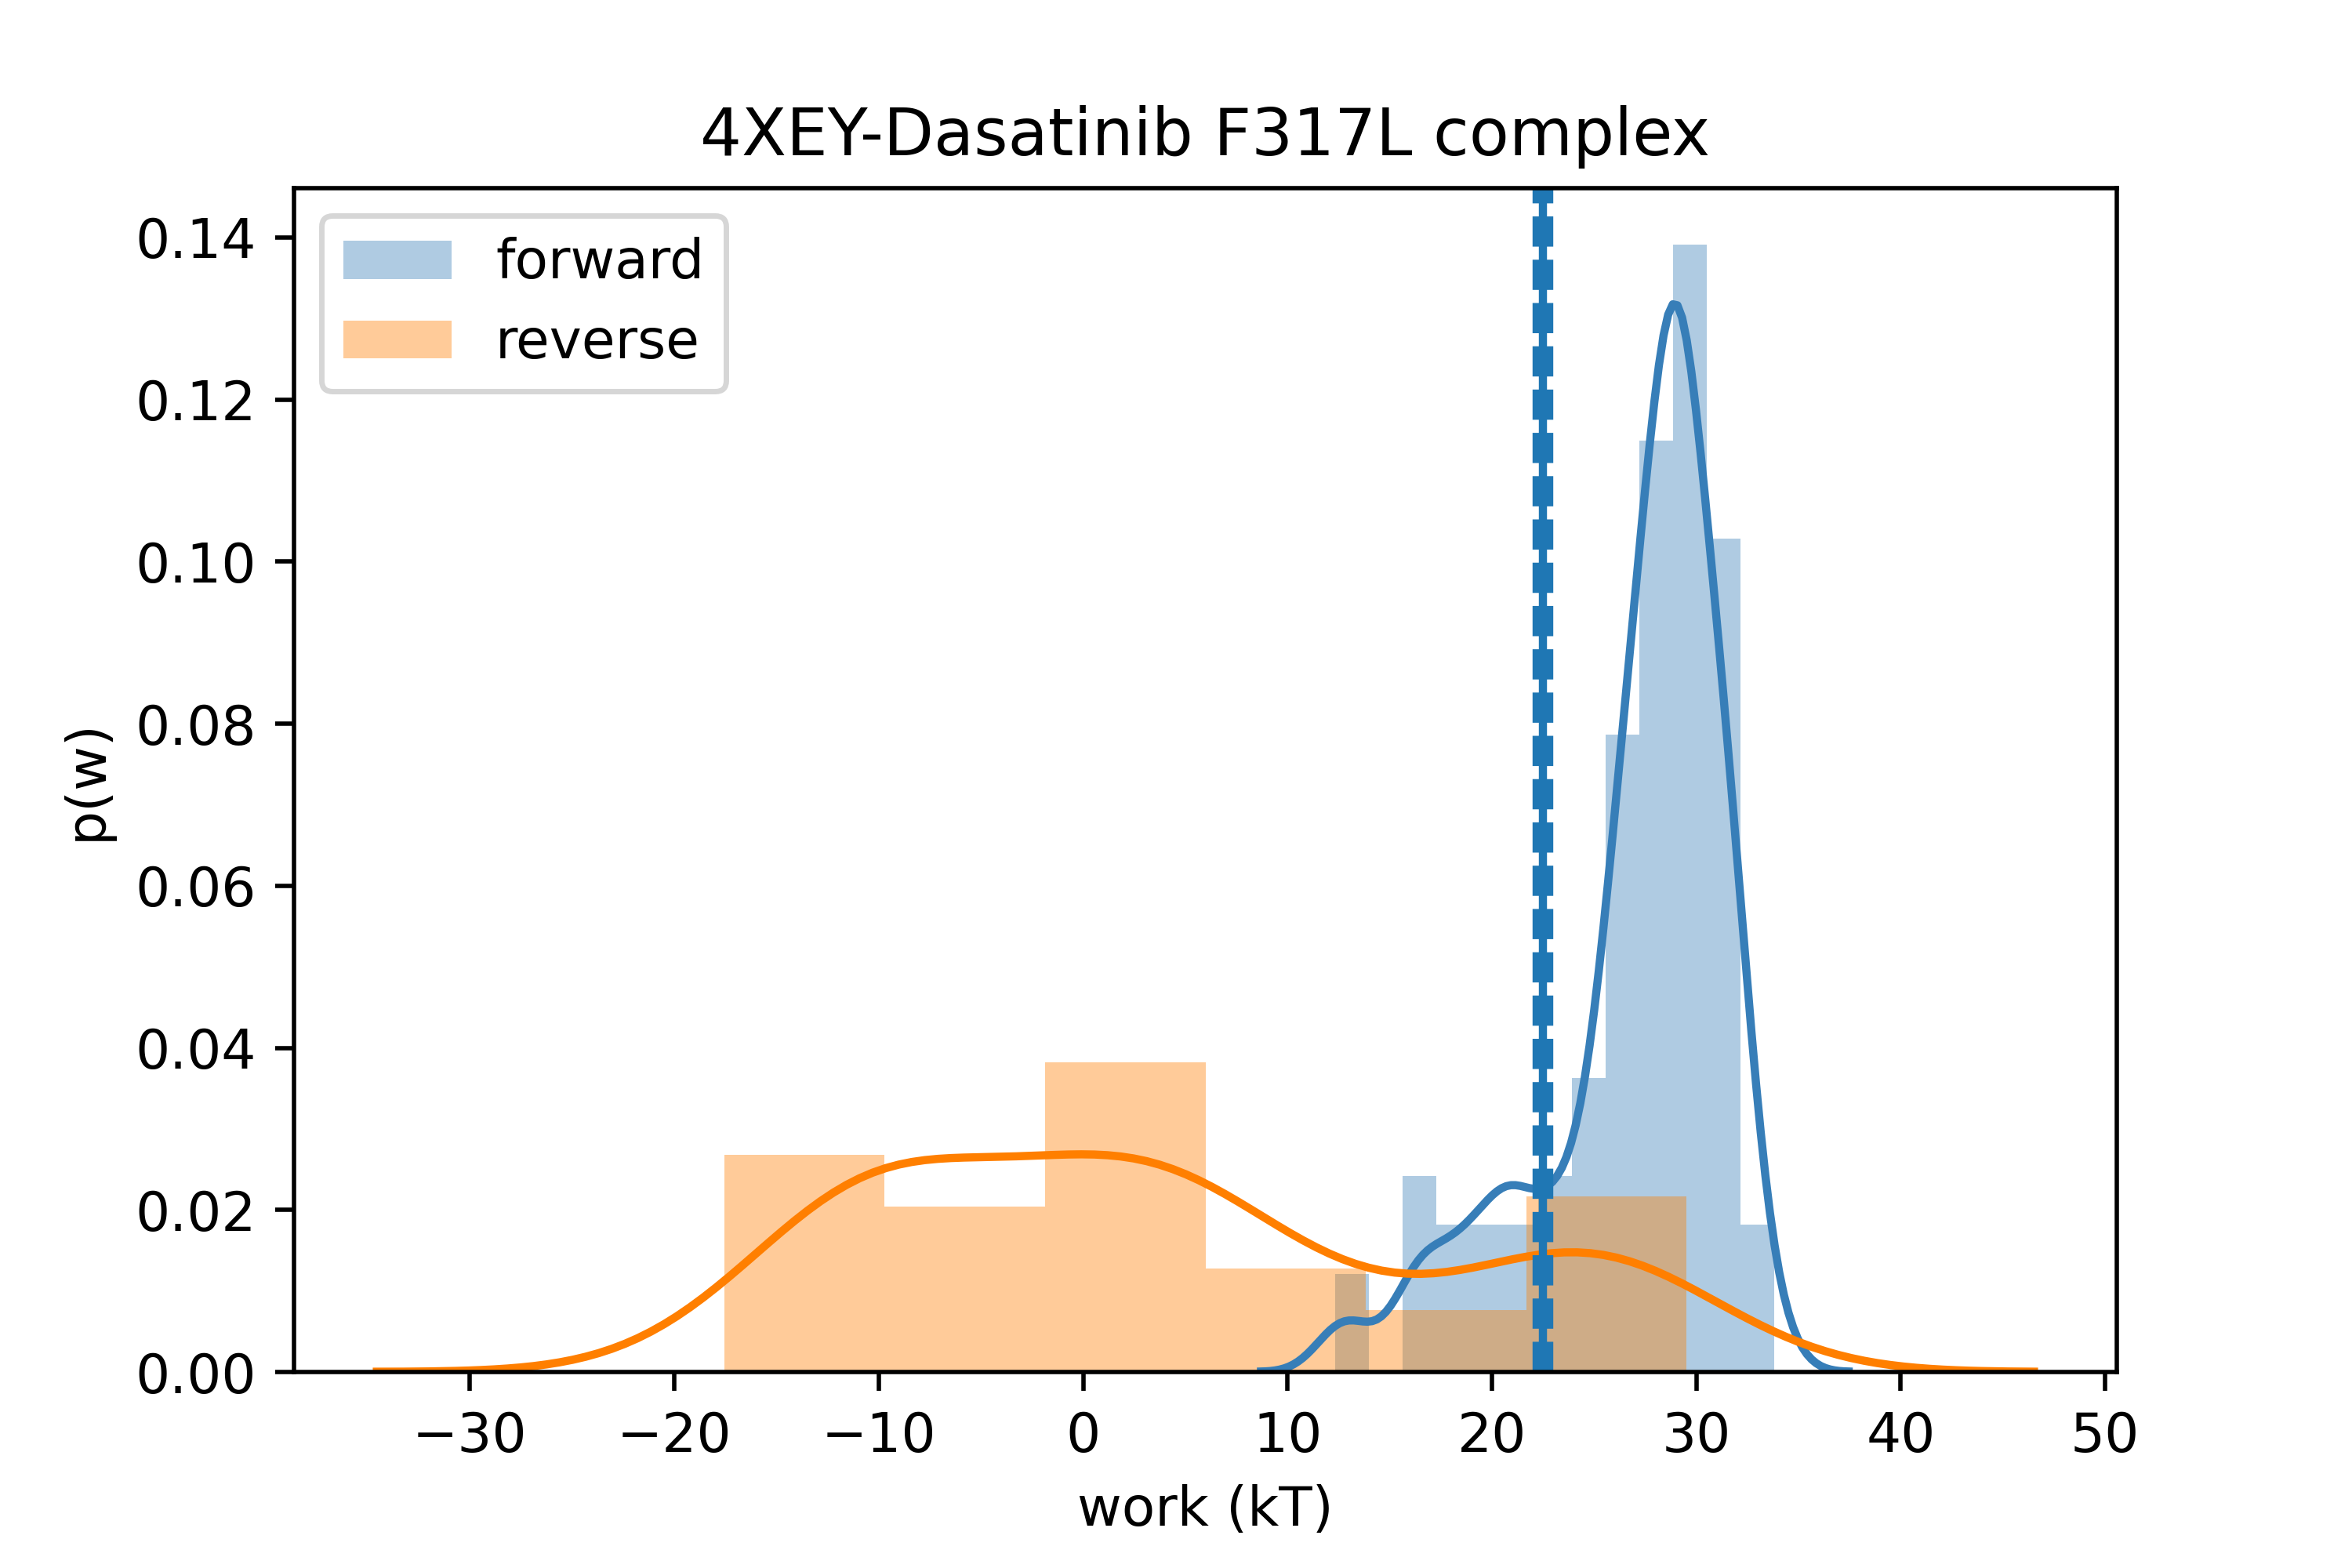 4XEY-Dasatinib F317L complex
forward
reverse
0.14
0.12
0.10
0.08
0.06
0.04
0.02
0.00
p(w)
−30 −20 −10 0 10 20 30 40 50
work (kT)